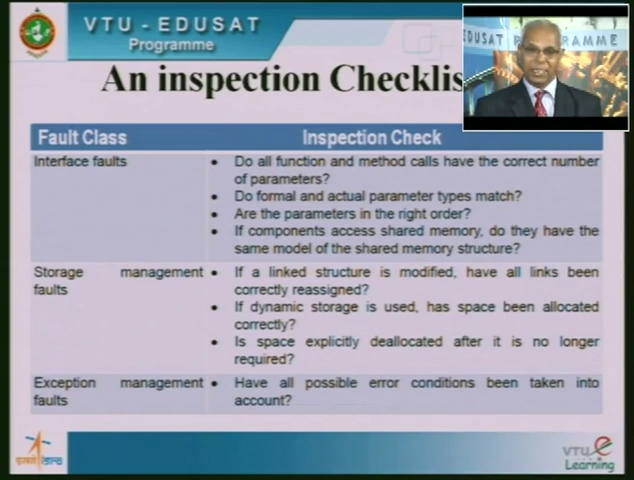 VTU - EDUSAT
Programme
EDUSAT PROGRAMME
An inspection Checklis
Fault Class
Inspection Check
Interface faults
• Do all function and method calls have the correct number
of parameters?
• Do formal and actual parameter types match?
• Are the parameters in the right order?
• If components access shared memory, do they have the
same model of the shared memory structure?
Storage management
faults
• If a linked structure is modified, have all links been
correctly reassigned?
• If dynamic storage is used, has space been allocated
correctly?
• Is space explicitly deallocated after it is no longer
required?
Exception management
faults
• Have all possible error conditions been taken into
account?
VTU e
Learning